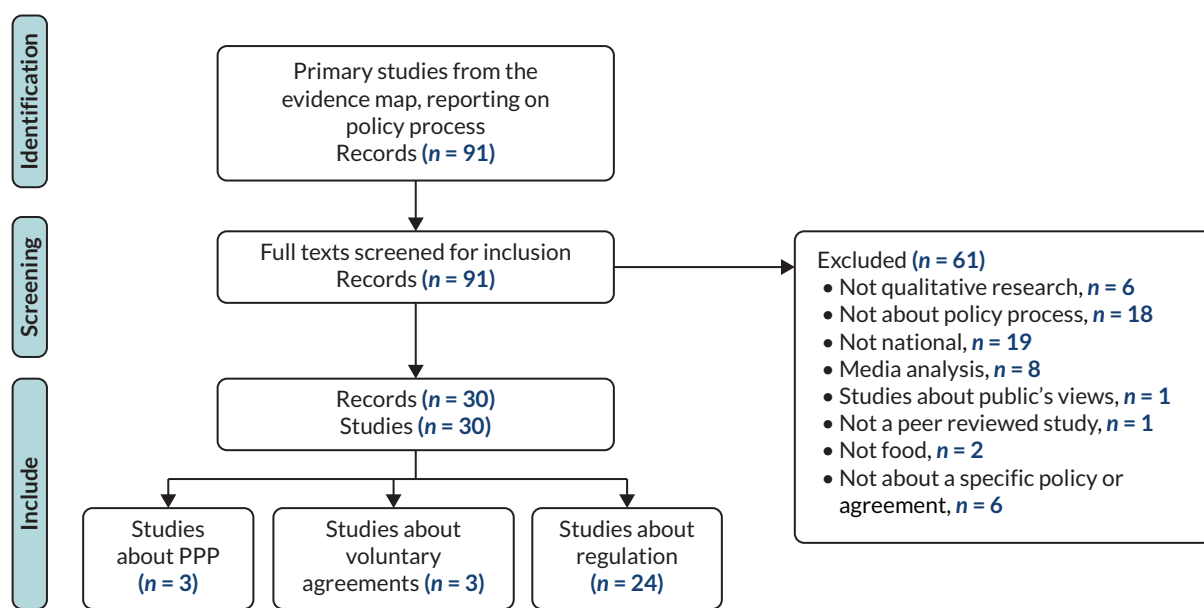 Identification
Primary studies from the
evidence map, reporting on
policy process
Records (n = 91)
Screening
Full texts screened for inclusion
Records (n = 91)
Excluded (n = 61)
• Not qualitative research, n = 6
• Not about policy process, n = 18
• Not national, n = 19
• Media analysis, n = 8
• Studies about public's views, n = 1
• Not a peer reviewed study, n = 1
• Not food, n = 2
• Not about a specific policy or
agreement, n = 6
Include
Records (n = 30)
Studies (n = 30)
Studies
about PPP
(n = 3)
Studies about
voluntary
agreements (n = 3)
Studies about
regulation
(n = 24)